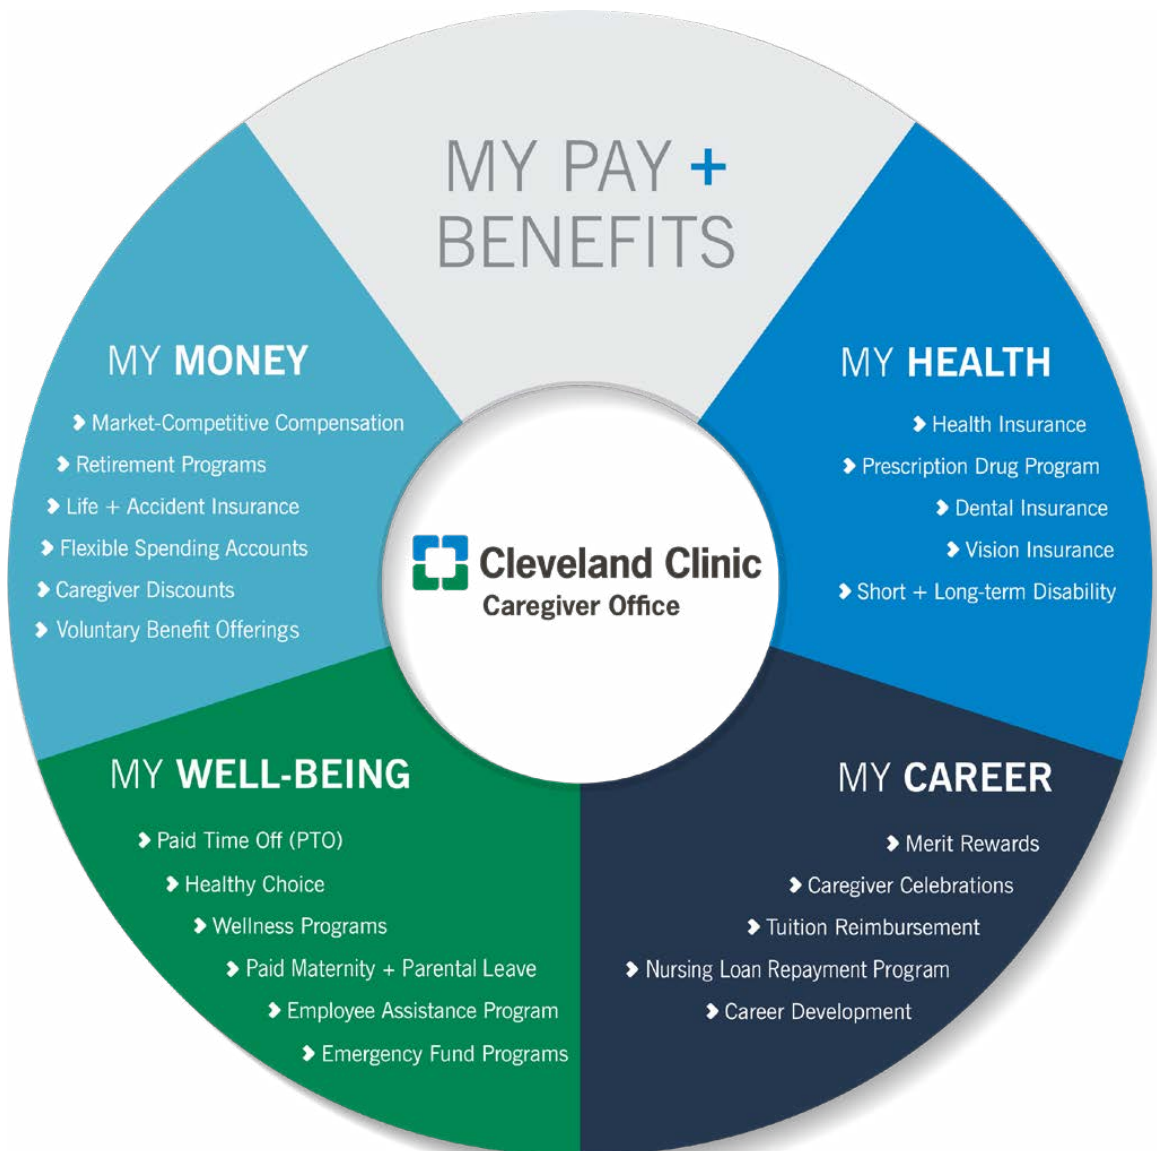 MY PAY +
BENEFITS
MY MONEY
❯ Market-Competitive Compensation
❯ Retirement Programs
❯ Life + Accident Insurance
❯ Flexible Spending Accounts
❯ Caregiver Discounts
❯ Voluntary Benefit Offerings
MY HEALTH
❯ Health Insurance
❯ Prescription Drug Program
❯ Dental Insurance
❯ Vision Insurance
❯ Short + Long-term Disability
Cleveland Clinic
Caregiver Office
MY WELL-BEING
❯ Paid Time Off (PTO)
❯ Healthy Choice
❯ Wellness Programs
❯ Paid Maternity + Parental Leave
❯ Employee Assistance Program
❯ Emergency Fund Programs
MY CAREER
❯ Merit Rewards
❯ Caregiver Celebrations
❯ Tuition Reimbursement
❯ Nursing Loan Repayment Program
❯ Career Development